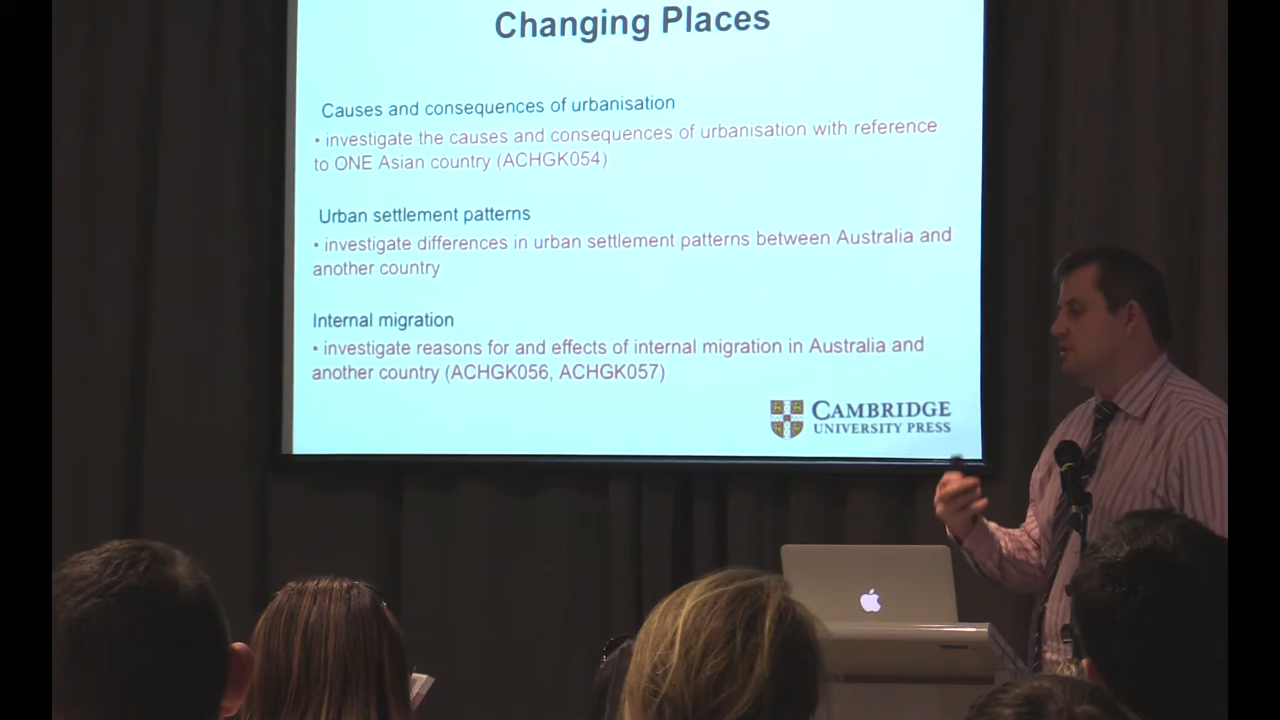 Changing Places
Causes and consequences of urbanisation
• investigate the causes and consequences of urbanisation with reference
to ONE Asian country (ACHGK054)
Urban settlement patterns
• investigate differences in urban settlement patterns between Australia and
another country
Internal migration
• investigate reasons for and effects of internal migration in Australia and
another country (ACHGK056, ACHGK057)
CAMBRIDGE
UNIVERSITY PRESS